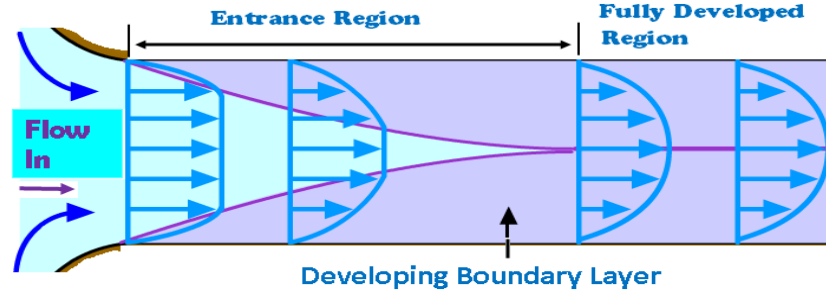 Entrance Region
Fully Developed
Region
Flow
In
Developing Boundary Layer